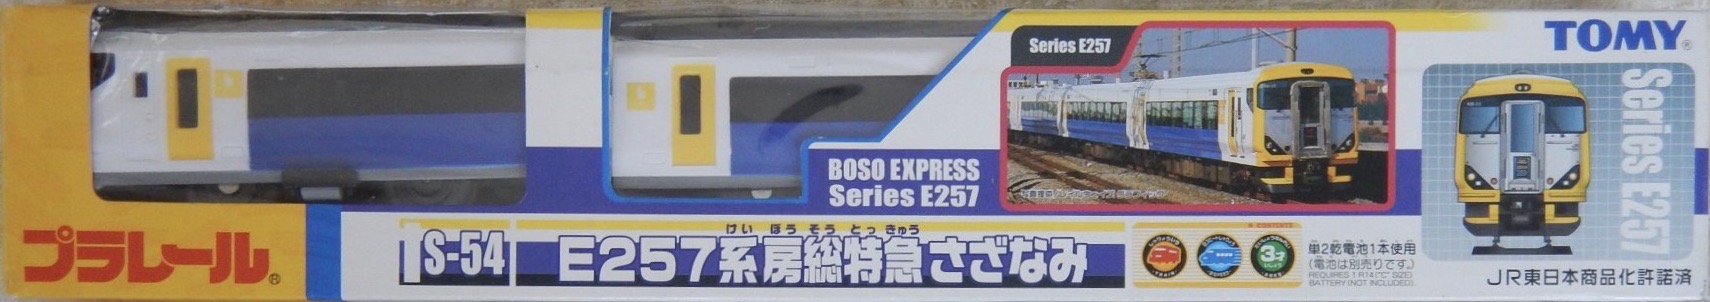 プラレール®
S-54
けい ぼう そう とっ きゅう
E257系房総特急さざなみ
BOSO EXPRESS
Series E257
Series E257
単2乾電池1本使用
(電池は別売りです。)
REQUIRES 1 R14("C" SIZE)
BATTERY (NOT INCLUDED).
TOMY®
Series E257
JR東日本商品化許諾済